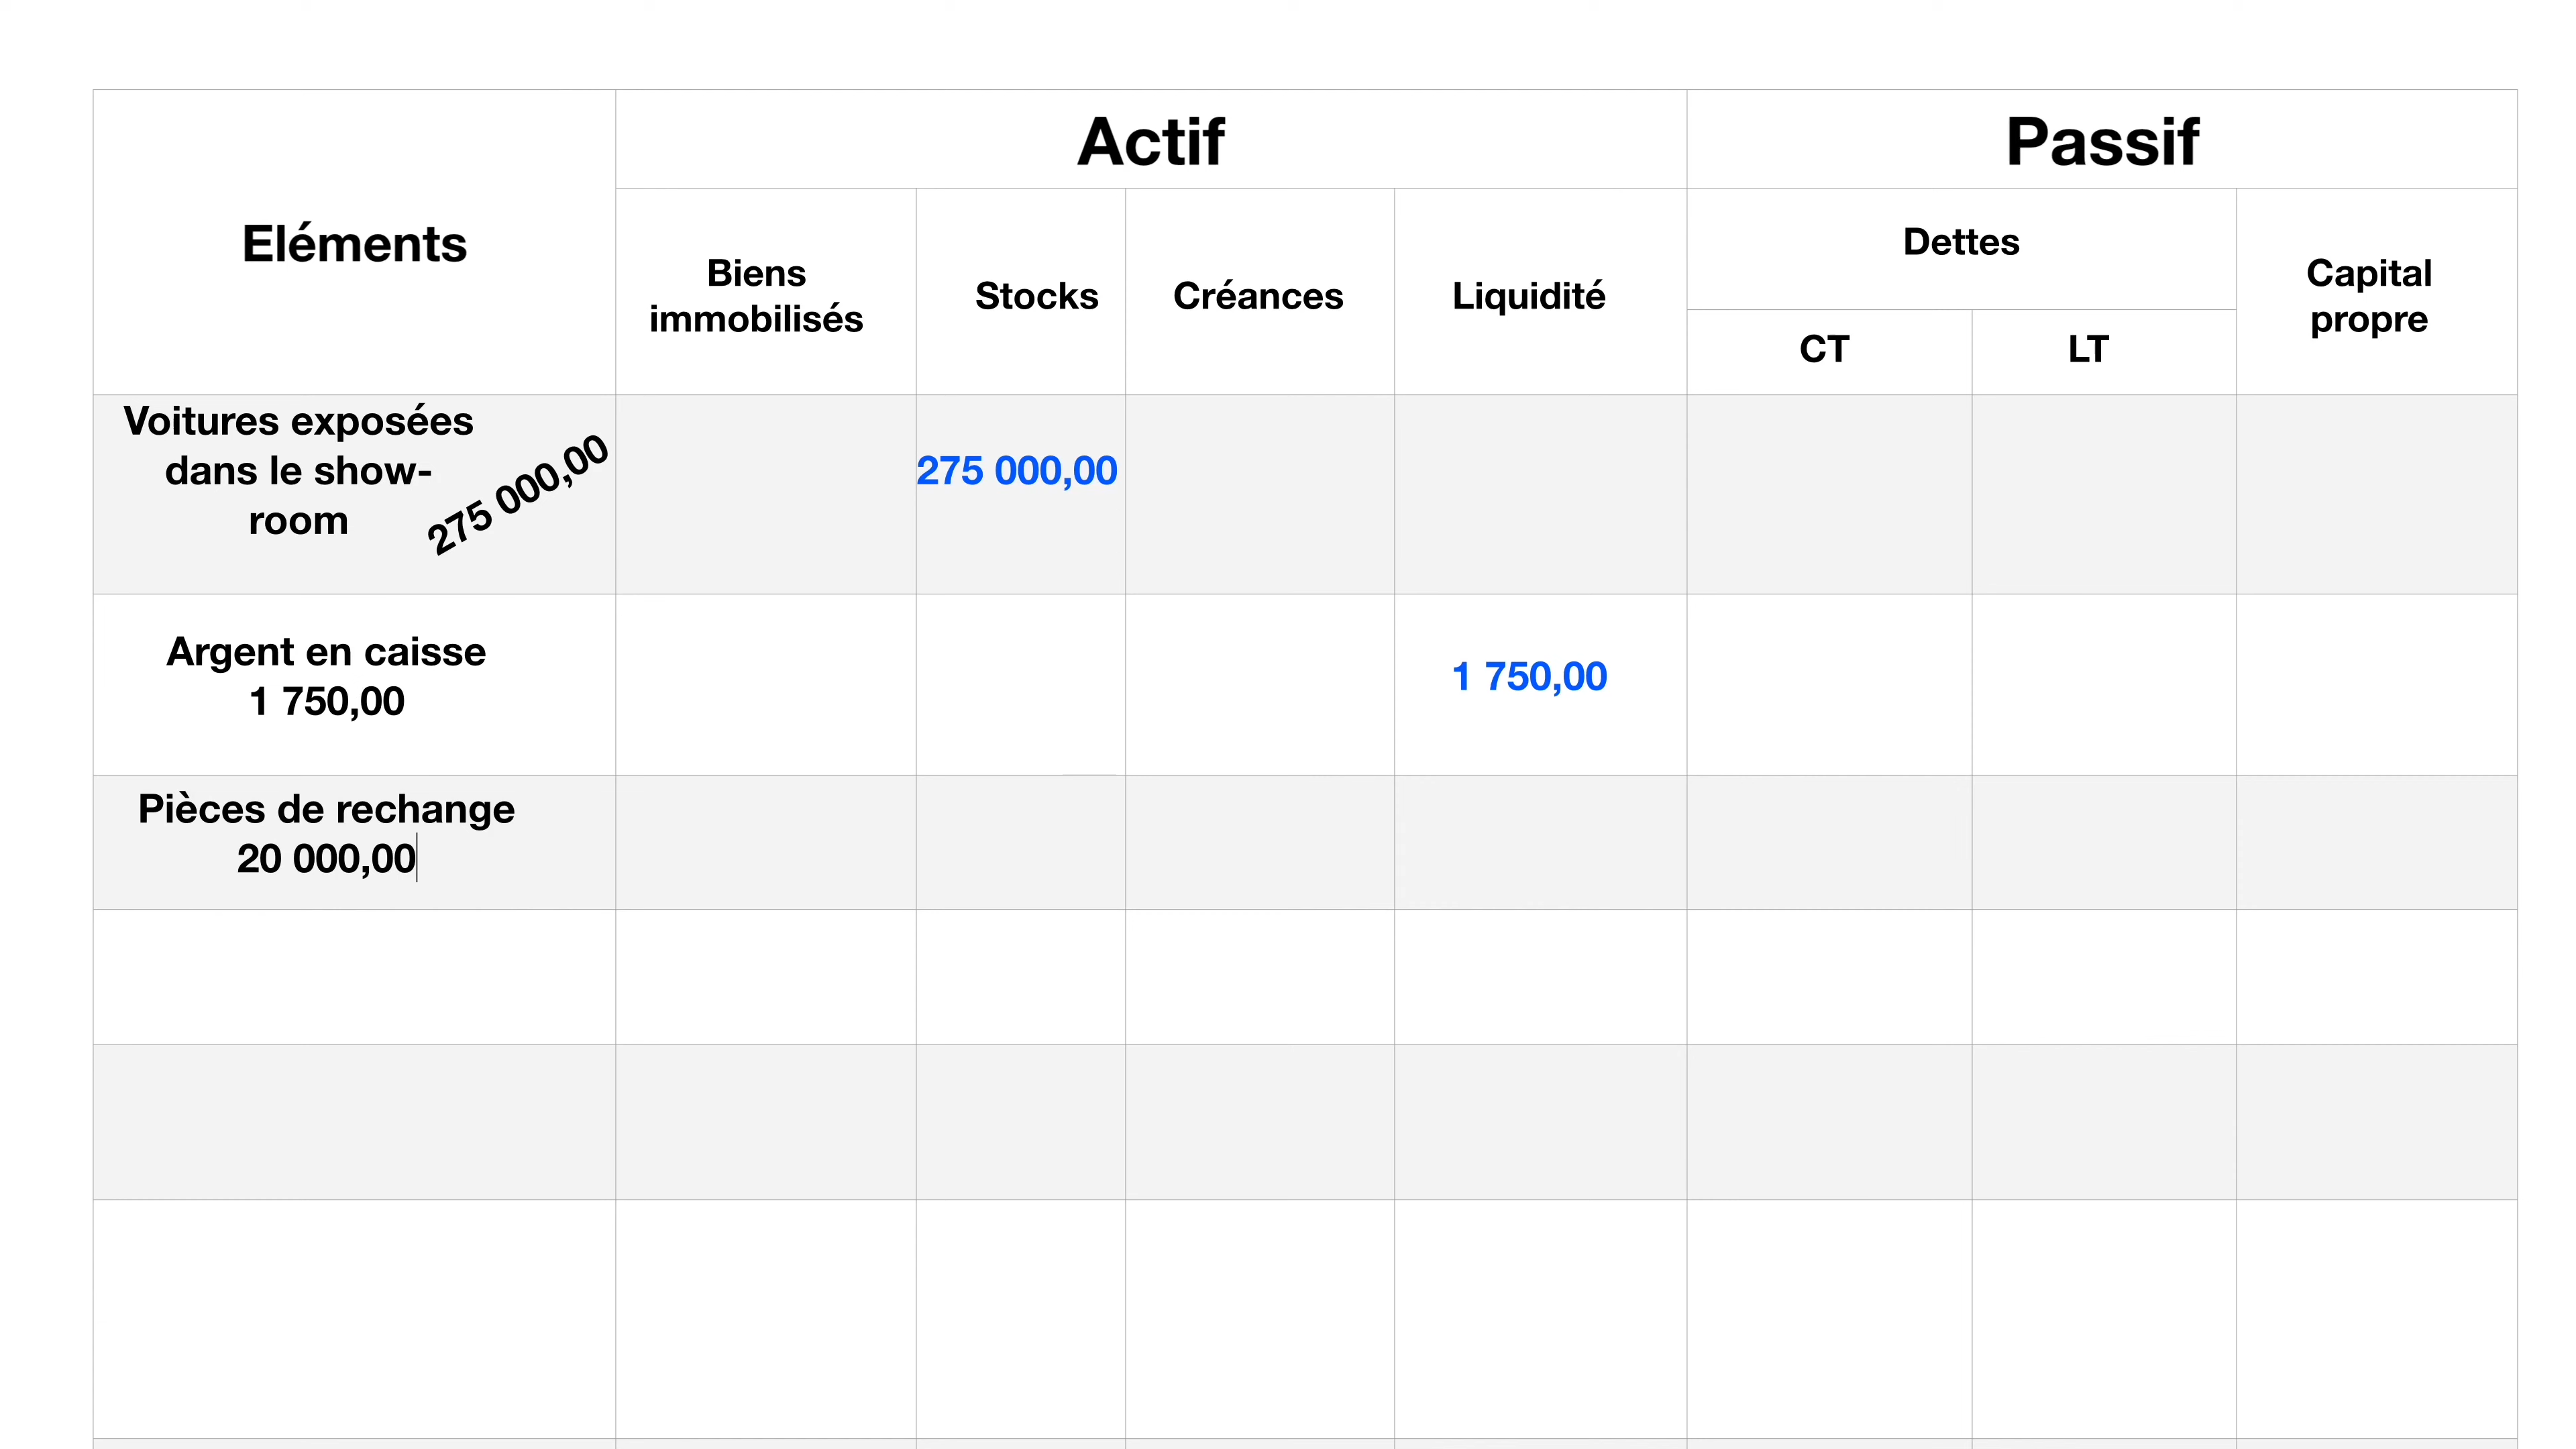 Eléments
Actif
Passif
Biens
immobilisés
Stocks
Créances
Liquidité
Dettes
CT
LT
Capital
propre
Voitures exposées
dans le show-
room
275 000,00
275 000,00
Argent en caisse
1 750,00
1 750,00
Pièces de rechange
20 000,00